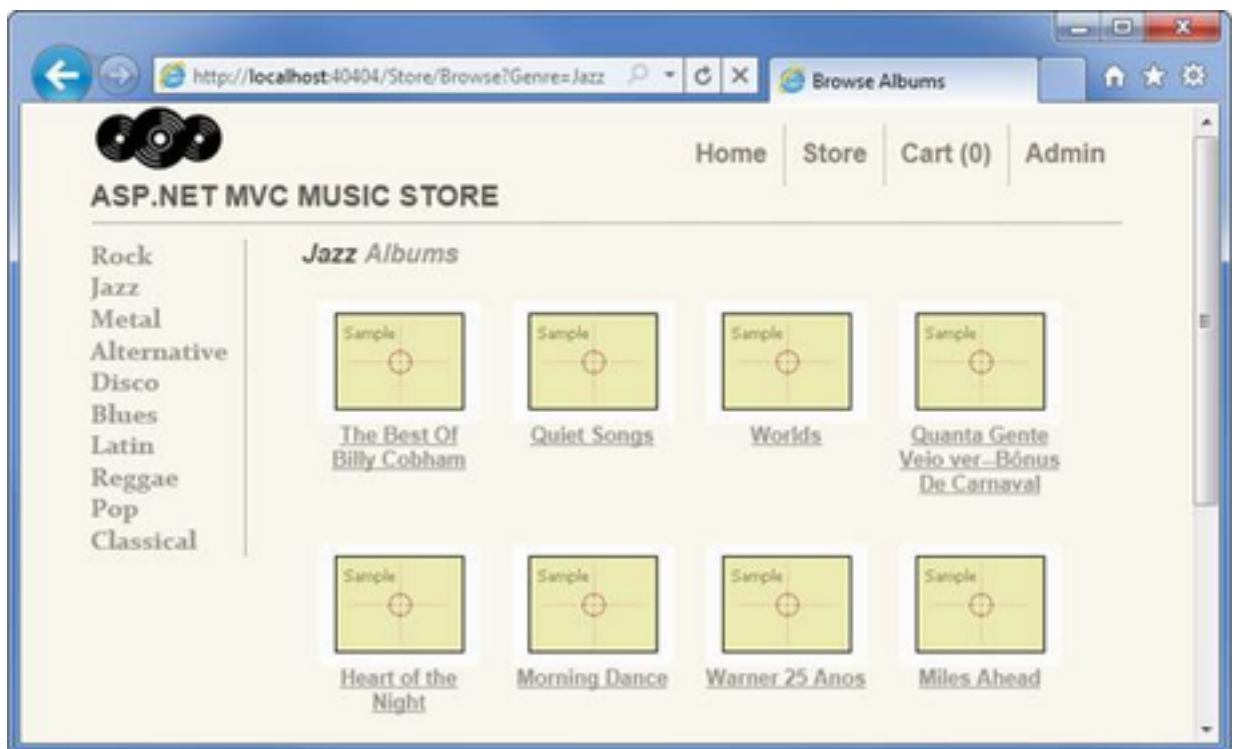 http://localhost:40404/Store/Browse?Genre=Jazz
Browse Albums
Home
Store
Cart (0)
Admin
ASP.NET MVC MUSIC STORE
Rock
Jazz
Metal
Alternative
Disco
Blues
Latin
Reggae
Pop
Classical
Jazz Albums
Sample
Sample
Sample
Sample
The Best Of
Billy Cobham
Quiet Songs
Worlds
Quanta Gente
Veio ver--Bônus
De Carnaval
Sample
Sample
Sample
Sample
Heart of the
Night
Morning Dance
Warner 25 Anos
Miles Ahead